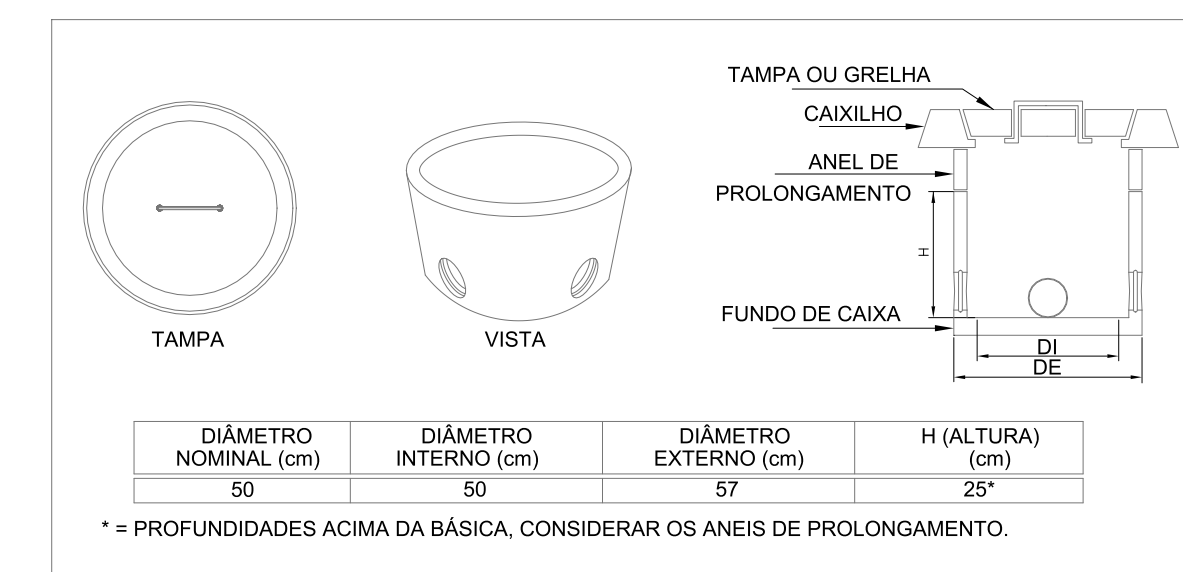 TAMPA
VISTA
TAMPA OU GRELHA
CAIXILHO
ANEL DE
PROLONGAMENTO
H
FUNDO DE CAIXA
DI
DE
DIÂMETRO NOMINAL (cm)
DIÂMETRO INTERNO (cm)
DIÂMETRO EXTERNO (cm)
H (ALTURA) (cm)
50
50
57
25*
* = PROFUNDIDADES ACIMA DA BÁSICA, CONSIDERAR OS ANEIS DE PROLONGAMENTO.